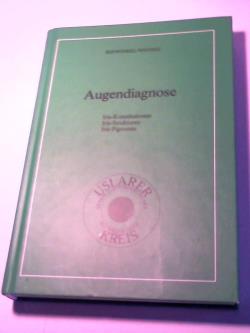 Augendiagnose
Iris-Konstitutionen
Iris-Strukturen
Iris-Pigmente
USLARER
KREIS